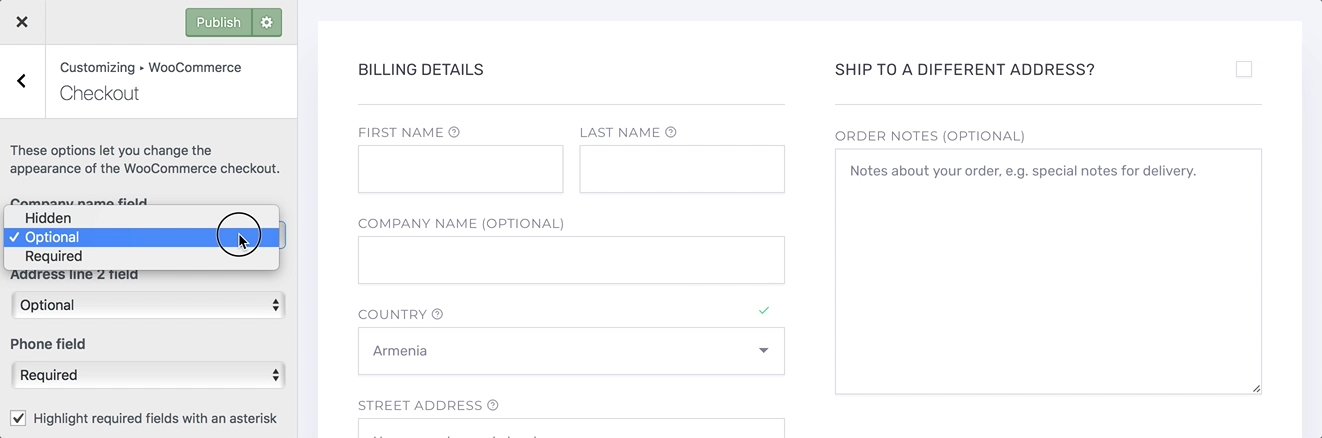 Publish
Customizing ▸ WooCommerce
Checkout
These options let you change the
appearance of the WooCommerce checkout.
Company name field
Hidden
✓ Optional
Required
Address line 2 field
Optional
Phone field
Required
Highlight required fields with an asterisk
BILLING DETAILS
FIRST NAME
LAST NAME
COMPANY NAME (OPTIONAL)
COUNTRY
Armenia
STREET ADDRESS
SHIP TO A DIFFERENT ADDRESS?
ORDER NOTES (OPTIONAL)
Notes about your order, e.g. special notes for delivery.